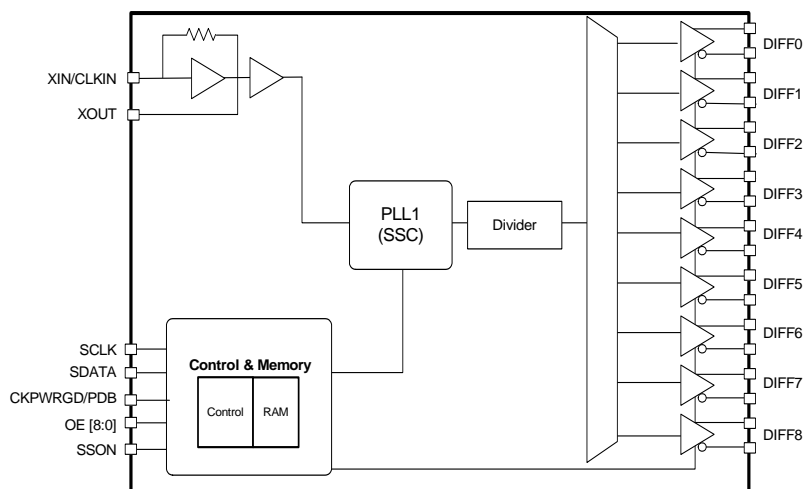 XIN/CLKIN
XOUT
PLL1
(SSC)
Divider
SCLK
SDATA
CKPWRGD/PDB
OE [8:0]
SSON
Control & Memory
Control
RAM
DIFF0
DIFF1
DIFF2
DIFF3
DIFF4
DIFF5
DIFF6
DIFF7
DIFF8